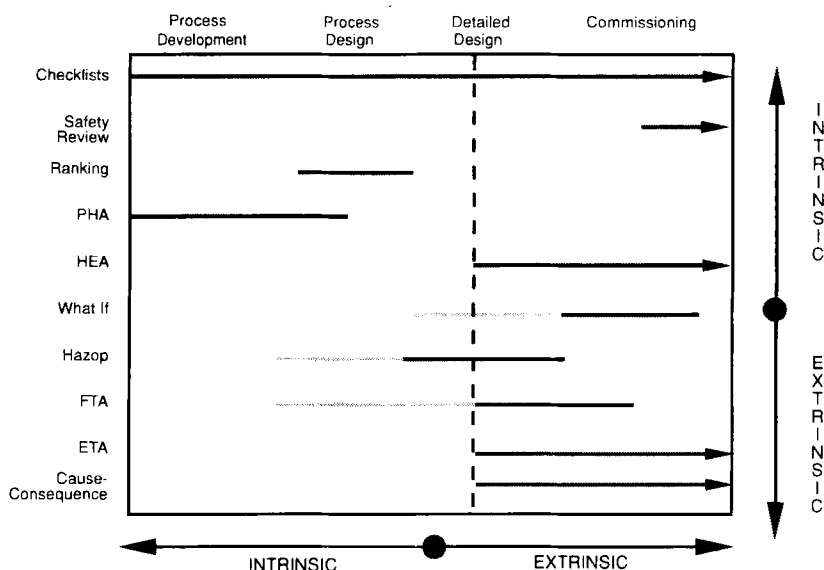 Process Development
Process Design
Detailed Design
Commissioning
Checklists
Safety
Review
Ranking
PHA
HEA
What If
Hazop
FTA
ETA
Cause-
Consequence
INTRINSIC
EXTRINSIC
INTRINSIC
EXTRINSIC